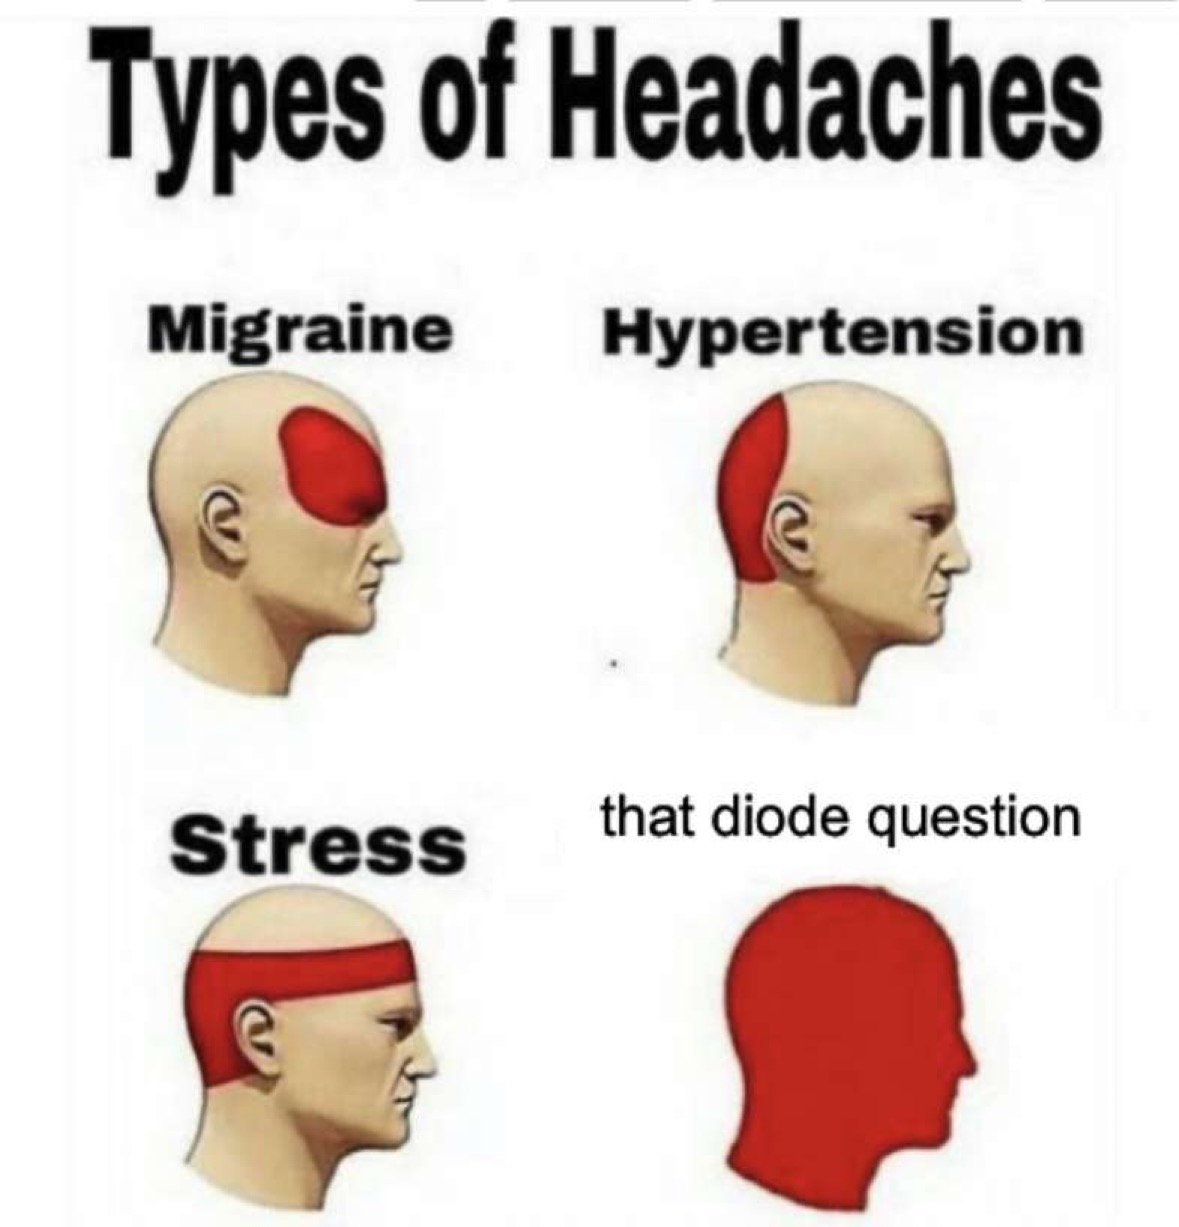 Types of Headaches
Migraine
Hypertension
Stress
that diode question